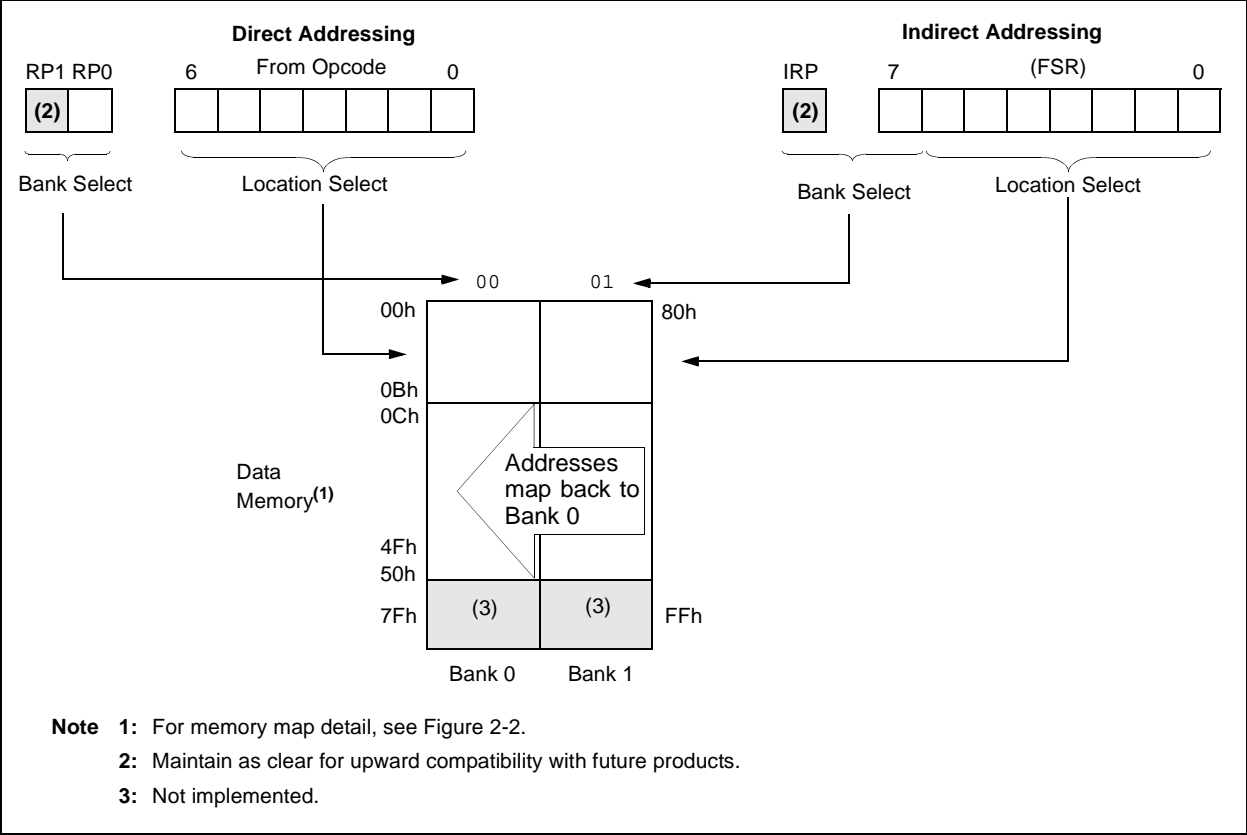 Direct Addressing
RP1 RP0 6 From Opcode 0
(2)
Bank Select Location Select
Indirect Addressing
IRP 7 (FSR) 0
(2)
Bank Select Location Select
00 01
00h 80h
0Bh
0Ch
Addresses
map back to
Bank 0
Data
Memory(1)
4Fh
50h
7Fh (3) (3) FFh
Bank 0 Bank 1
Note 1: For memory map detail, see Figure 2-2.
2: Maintain as clear for upward compatibility with future products.
3: Not implemented.